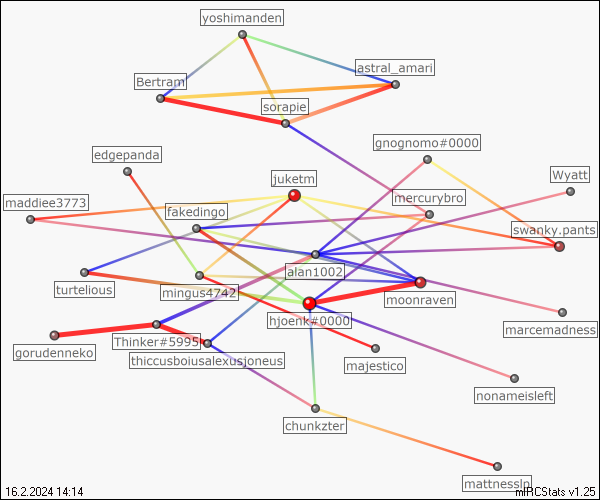 yoshimanden
astral_amari
Bertram
sorapie
gnognomo#0000
edgepanda
Wyatt
juketm
mercurybro
maddiee3773
fakedingo
swanky.pants
alan1002
turtelious
mingus4742
moonraven
hjoenk#0000
marcemadness
Thinker#5995
gorudenneko
thiccusboiusalexusjoneus
majestico
nonameisleft
chunkzter
mattnesslp
16.2.2024 14:14
mIRCStats v1.25